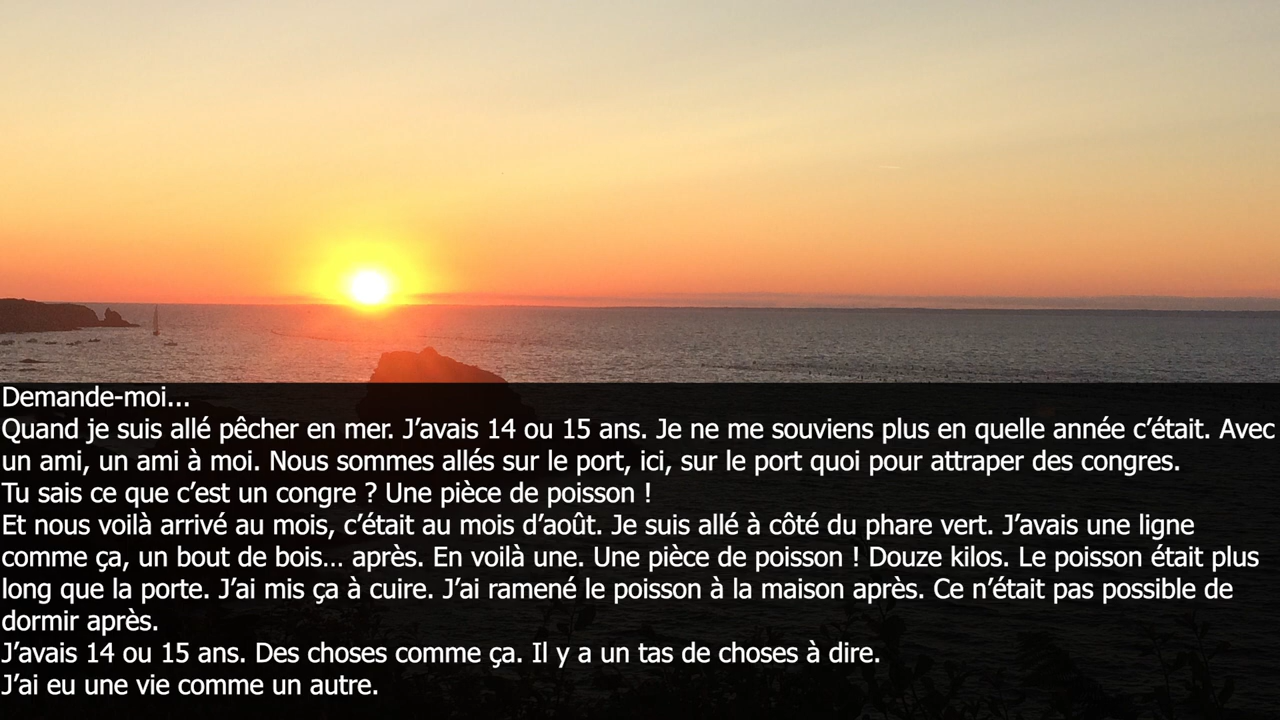 Demande-moi...
Quand je suis allé pêcher en mer. J’avais 14 ou 15 ans. Je ne me souviens plus en quelle année c’était. Avec
un ami, un ami à moi. Nous sommes allés sur le port, ici, sur le port quoi pour attraper des congres.
Tu sais ce que c’est un congre ? Une pièce de poisson !
Et nous voilà arrivé au mois, c’était au mois d’août. Je suis allé à côté du phare vert. J’avais une ligne
comme ça, un bout de bois... après. En voilà une. Une pièce de poisson ! Douze kilos. Le poisson était plus
long que la porte. J’ai mis ça à cuire. J’ai ramené le poisson à la maison après. Ce n’était pas possible de
dormir après.
J’avais 14 ou 15 ans. Des choses comme ça. Il y a un tas de choses à dire.
J’ai eu une vie comme un autre.